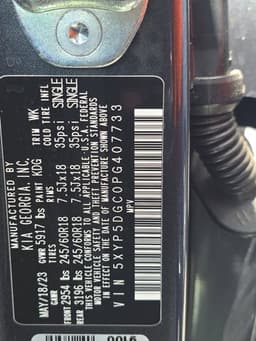 MANUFACTURED BY
KIA GEORGIA, INC.
MAY/18/23 GVWR 5917 lbs PAINT KDG TRIM WK
GAWR TIRES RIMS COLD TIRE INFL
FRONT 2954 lbs 245/60R18 7.5JX18 35psi SINGLE
REAR 3196 lbs 245/60R18 7.5JX18 35psi SINGLE
THIS VEHICLE CONFORMS TO ALL APPLICABLE U.S.A. FEDERAL
MOTOR VEHICLE SAFETY AND THEFT PREVENTION STANDARDS
IN EFFECT ON THE DATE OF MANUFACTURE SHOWN ABOVE.
VIN 5XYP5DGC0PG407733
MPV